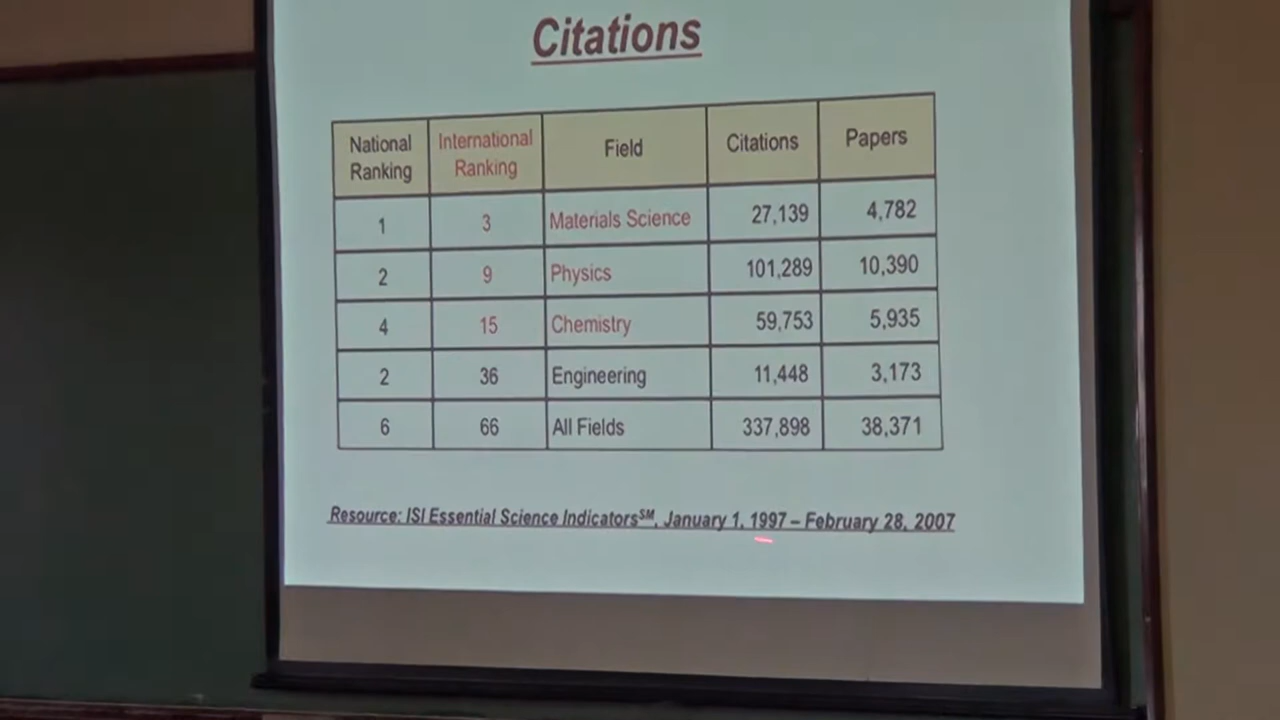 Citations
National Ranking International Ranking Field Citations Papers
1 3 Materials Science 27,139 4,782
2 9 Physics 101,289 10,390
4 15 Chemistry 59,753 5,935
2 36 Engineering 11,448 3,173
6 66 All Fields 337,898 38,371
Resource: ISI Essential Science Indicators℠, January 1, 1997 – February 28, 2007